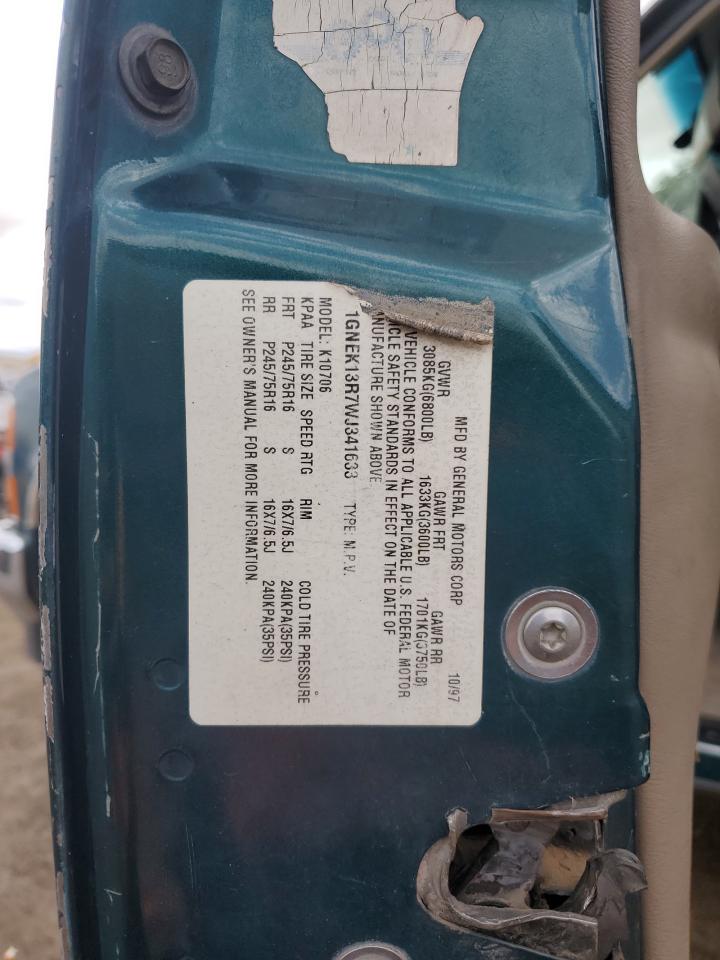 MFD BY GENERAL MOTORS CORP 10/97
GVWR GAWR FRT GAWR RR
3085KG(6800LB) 1633KG(3600LB) 1701KG(3750LB)
VEHICLE CONFORMS TO ALL APPLICABLE U.S. FEDERAL MOTOR
ICLE SAFETY STANDARDS IN EFFECT ON THE DATE OF
NUFACTURE SHOWN ABOVE
1GNEK13R7WJ341633 TYPE: M.P.V.
MODEL: K10706
KPAA TIRE SIZE SPEED RTG RIM COLD TIRE PRESSURE
FRT P245/75R16 S 16X7/6.5J 240KPA(35PSI)
RR P245/75R16 S 16X7/6.5J 240KPA(35PSI)
SEE OWNER'S MANUAL FOR MORE INFORMATION.